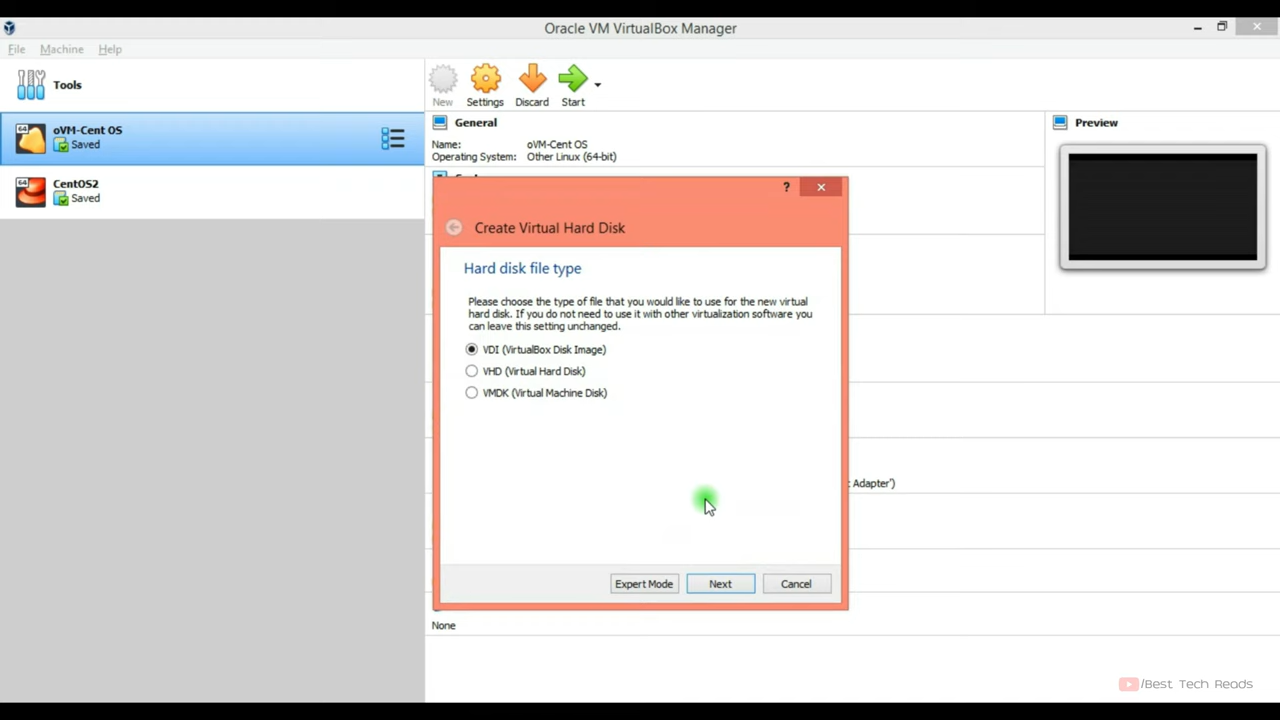 Oracle VM VirtualBox Manager
File Machine Help
Tools
New Settings Discard Start
64 oVM-Cent OS
Saved
64 CentOS2
Saved
General
Name: oVM-Cent OS
Operating System: Other Linux (64-bit)
Preview
?
Create Virtual Hard Disk
Hard disk file type
Please choose the type of file that you would like to use for the new virtual
hard disk. If you do not need to use it with other virtualization software you
can leave this setting unchanged.
VDI (VirtualBox Disk Image)
VHD (Virtual Hard Disk)
VMDK (Virtual Machine Disk)
Adapter')
Expert Mode Next Cancel
None
/Best Tech Reads